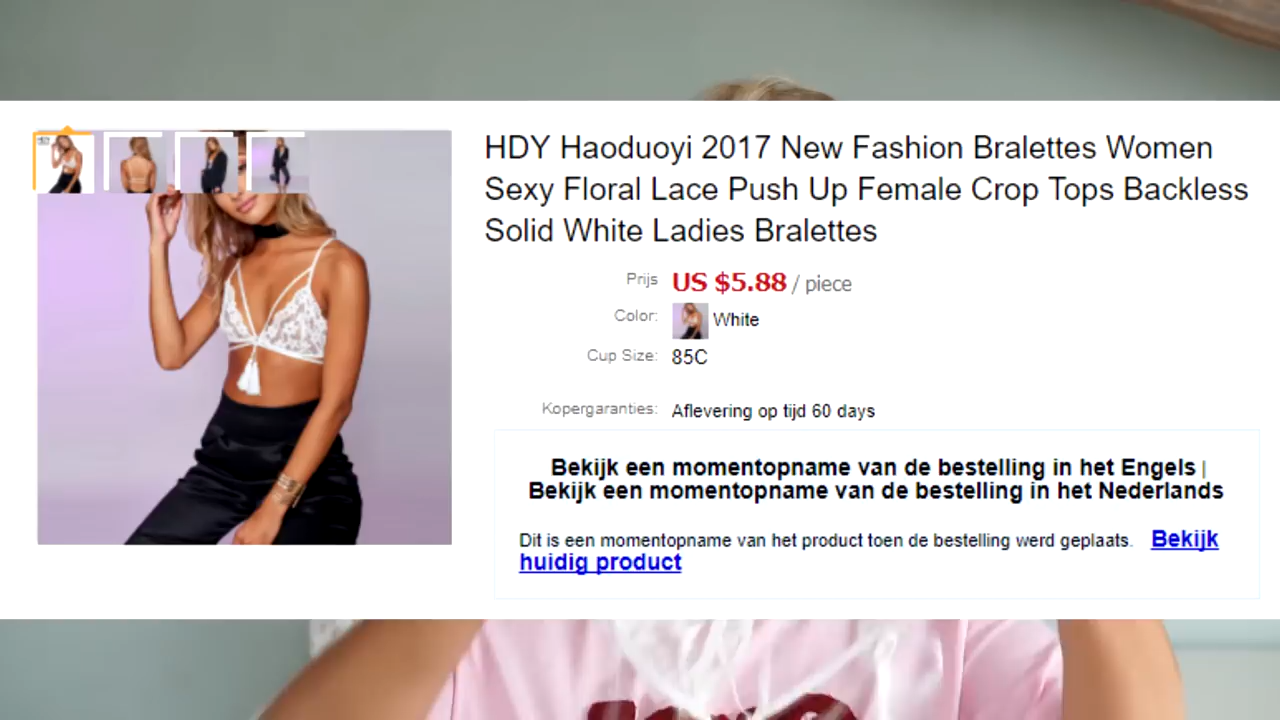 HDY Haoduoyi 2017 New Fashion Bralettes Women
Sexy Floral Lace Push Up Female Crop Tops Backless
Solid White Ladies Bralettes
Prijs US $5.88 / piece
Color: White
Cup Size: 85C
Kopergaranties: Aflevering op tijd 60 days
Bekijk een momentopname van de bestelling in het Engels |
Bekijk een momentopname van de bestelling in het Nederlands
Dit is een momentopname van het product toen de bestelling werd geplaats. Bekijk
huidig product